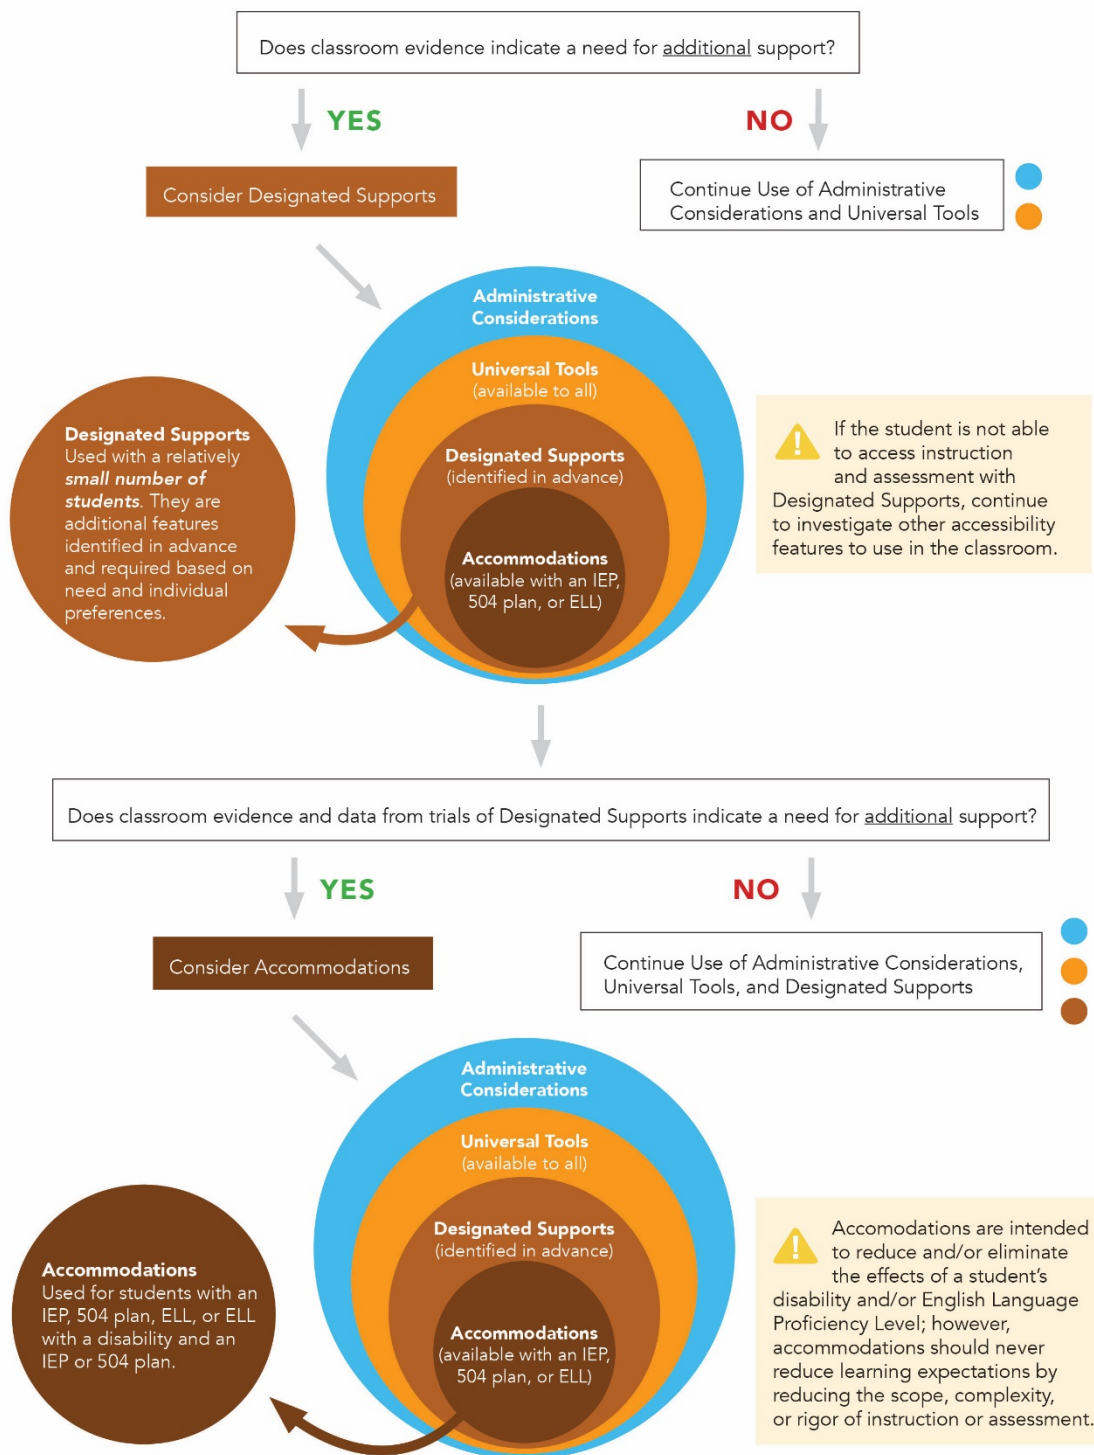 Does classroom evidence indicate a need for additional support?
YES
NO
Consider Designated Supports
Continue Use of Administrative
Considerations and Universal Tools
Administrative
Considerations
Universal Tools
(available to all)
Designated Supports
(identified in advance)
Accommodations
(available with an IEP,
504 plan, or ELL)
Designated Supports
Used with a relatively
small number of
students. They are
additional features
identified in advance
and required based on
need and individual
preferences.
If the student is not able
to access instruction
and assessment with
Designated Supports, continue
to investigate other accessibility
features to use in the classroom.
Does classroom evidence and data from trials of Designated Supports indicate a need for additional support?
YES
NO
Consider Accommodations
Continue Use of Administrative Considerations,
Universal Tools, and Designated Supports
Administrative
Considerations
Universal Tools
(available to all)
Designated Supports
(identified in advance)
Accommodations
(available with an IEP,
504 plan, or ELL)
Accommodations
Used for students with an
IEP, 504 plan, ELL, or ELL
with a disability and an
IEP or 504 plan.
Accomodations are intended
to reduce and/or eliminate
the effects of a student's
disability and/or English Language
Proficiency Level; however,
accommodations should never
reduce learning expectations by
reducing the scope, complexity,
or rigor of instruction or assessment.